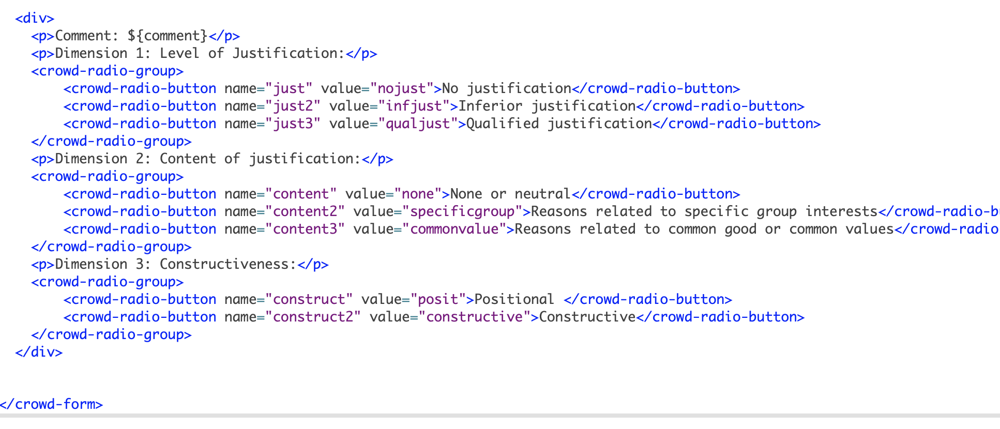 <div>
<p>Comment: ${comment}</p>
<p>Dimension 1: Level of Justification:</p>
<crowd-radio-group>
<crowd-radio-button name="just" value="nojust">No justification</crowd-radio-button>
<crowd-radio-button name="just2" value="infjust">Inferior justification</crowd-radio-button>
<crowd-radio-button name="just3" value="qualjust">Qualified justification</crowd-radio-button>
</crowd-radio-group>
<p>Dimension 2: Content of justification:</p>
<crowd-radio-group>
<crowd-radio-button name="content" value="none">None or neutral</crowd-radio-button>
<crowd-radio-button name="content2" value="specificgroup">Reasons related to specific group interests</crowd-radio-b
<crowd-radio-button name="content3" value="commonvalue">Reasons related to common good or common values</crowd-radio
</crowd-radio-group>
<p>Dimension 3: Constructiveness:</p>
<crowd-radio-group>
<crowd-radio-button name="construct" value="posit">Positional </crowd-radio-button>
<crowd-radio-button name="construct2" value="constructive">Constructive</crowd-radio-button>
</crowd-radio-group>
</div>
</crowd-form>